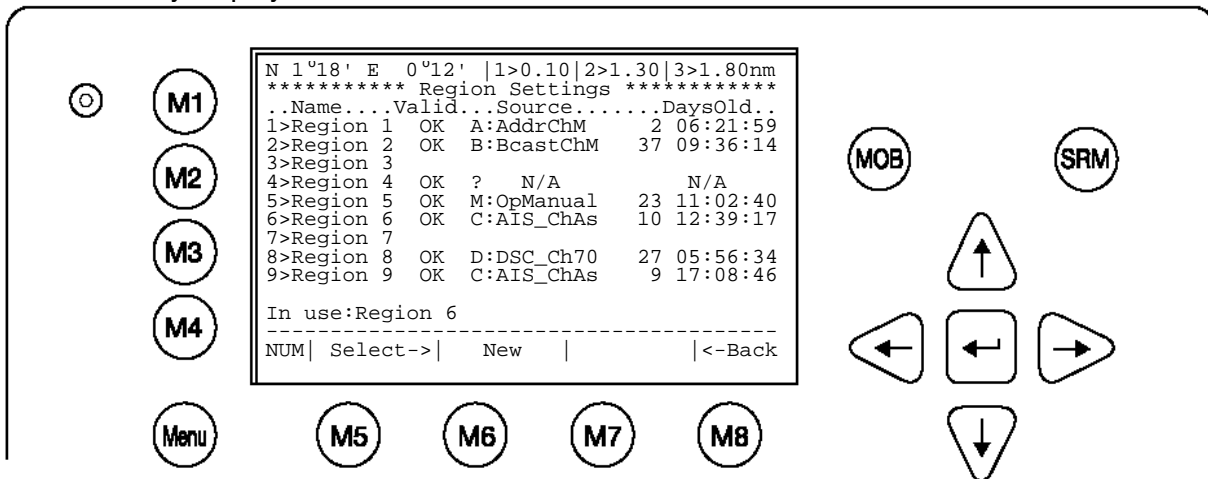 N 1°18' E   0°12' |1>0.10|2>1.30|3>1.80nm
*********** Region Settings ************
..Name....Valid...Source.......DaysOld..
1>Region 1  OK  A:AddrChM     2 06:21:59
2>Region 2  OK  B:BcastChM   37 09:36:14
3>Region 3
4>Region 4  OK  ?   N/A          N/A
5>Region 5  OK  M:OpManual   23 11:02:40
6>Region 6  OK  C:AIS_ChAs   10 12:39:17
7>Region 7
8>Region 8  OK  D:DSC_Ch70   27 05:56:34
9>Region 9  OK  C:AIS_ChAs    9 17:08:46
In use:Region 6
----------------------------------------
NUM| Select->|   New   |         |<-Back
M1
M2
M3
M4
Menu
M5
M6
M7
M8
MOB
SRM